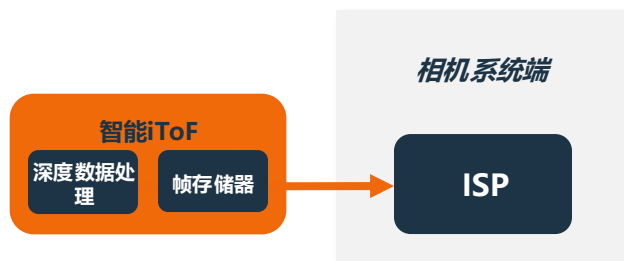 相机系统端
智能iToF
深度数据处
理
帧存储器
ISP